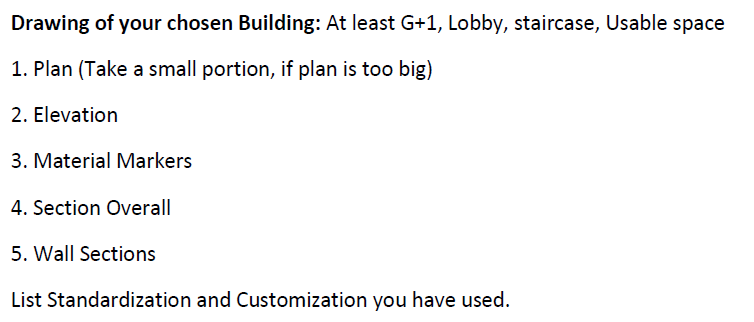 Drawing of your chosen Building: At least G+1, Lobby, staircase, Usable space
1. Plan (Take a small portion, if plan is too big)
2. Elevation
3. Material Markers
4. Section Overall
5. Wall Sections
List Standardization and Customization you have used.